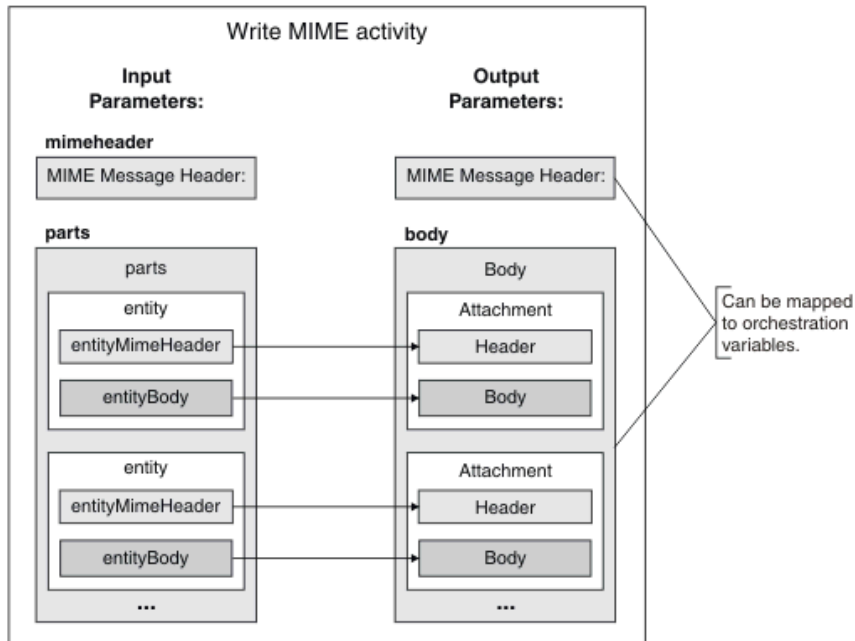 Write MIME activity
Input
Parameters:
Output
Parameters:
mimeheader
MIME Message Header:
MIME Message Header:
parts
body
parts
Body
entity
Attachment
entityMimeHeader
Header
entityBody
Body
entity
Attachment
entityMimeHeader
Header
entityBody
Body
...
...
Can be mapped
to orchestration
variables.